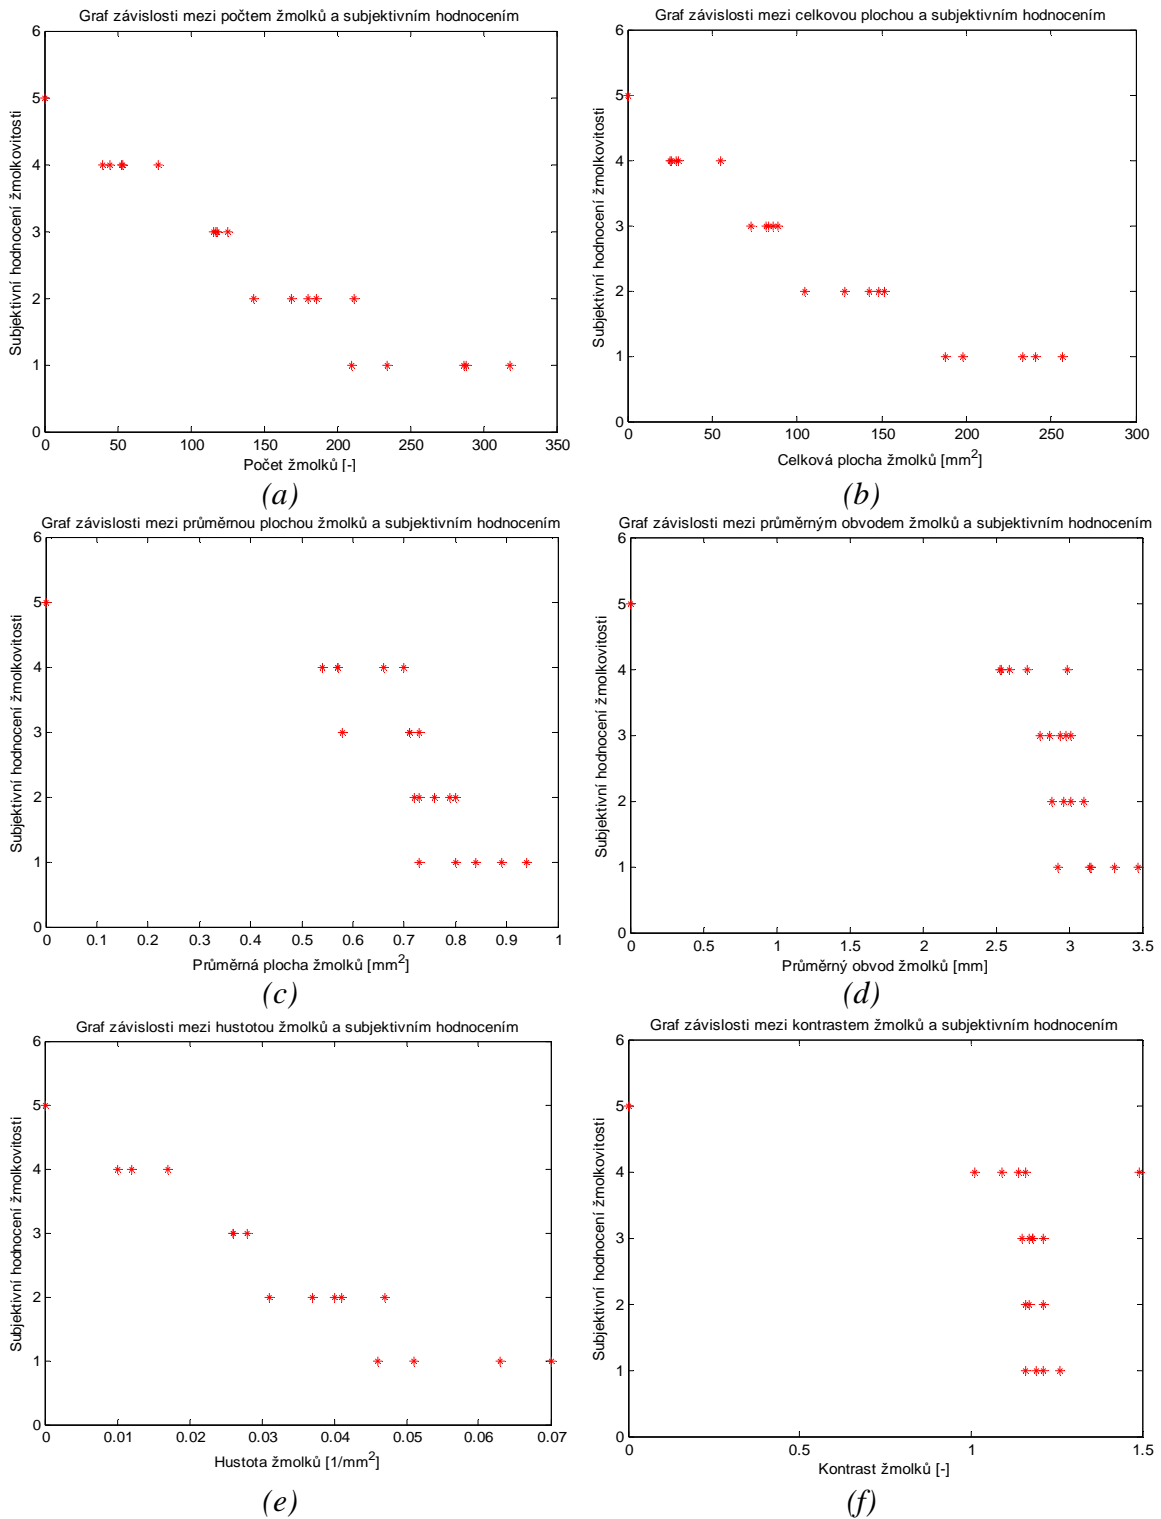 Graf závislosti mezi počtem žmolků a subjektivním hodnocením
6
5
4
3
2
1
0
Subjektivní hodnocení žmolkovitosti
0 50 100 150 200 250 300 350
Počet žmolků [-]
(a)
Graf závislosti mezi celkovou plochou a subjektivním hodnocením
6
5
4
3
2
1
0
Subjektivní hodnocení žmolkovitosti
0 50 100 150 200 250 300
Celková plocha žmolků [mm²]
(b)
Graf závislosti mezi průměrnou plochou žmolků a subjektivním hodnocením
6
5
4
3
2
1
0
Subjektivní hodnocení žmolkovitosti
0 0.1 0.2 0.3 0.4 0.5 0.6 0.7 0.8 0.9 1
Průměrná plocha žmolků [mm²]
(c)
Graf závislosti mezi průměrným obvodem žmolků a subjektivním hodnocením
6
5
4
3
2
1
0
Subjektivní hodnocení žmolkovitosti
0 0.5 1 1.5 2 2.5 3 3.5
Průměrný obvod žmolků [mm]
(d)
Graf závislosti mezi hustotou žmolků a subjektivním hodnocením
6
5
4
3
2
1
0
Subjektivní hodnocení žmolkovitosti
0 0.01 0.02 0.03 0.04 0.05 0.06 0.07
Hustota žmolků [1/mm²]
(e)
Graf závislosti mezi kontrastem žmolků a subjektivním hodnocením
6
5
4
3
2
1
0
Subjektivní hodnocení žmolkovitosti
0 0.5 1 1.5
Kontrast žmolků [-]
(f)